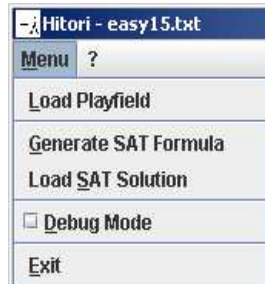 Hitori - easy15.txt
Menu ?
Load Playfield
Generate SAT Formula
Load SAT Solution
Debug Mode
Exit